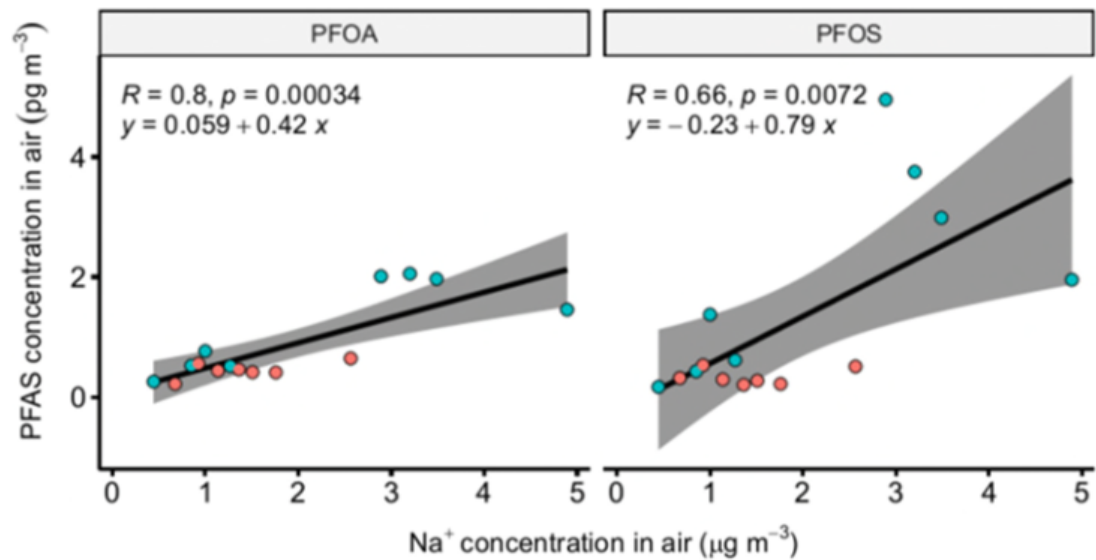 PFOA
PFOS
R = 0.8, p = 0.00034
y = 0.059 + 0.42 x
R = 0.66, p = 0.0072
y = − 0.23 + 0.79 x
PFAS concentration in air (pg m⁻³)
4
2
0
0 1 2 3 4 5
0 1 2 3 4 5
Na⁺ concentration in air (μg m⁻³)